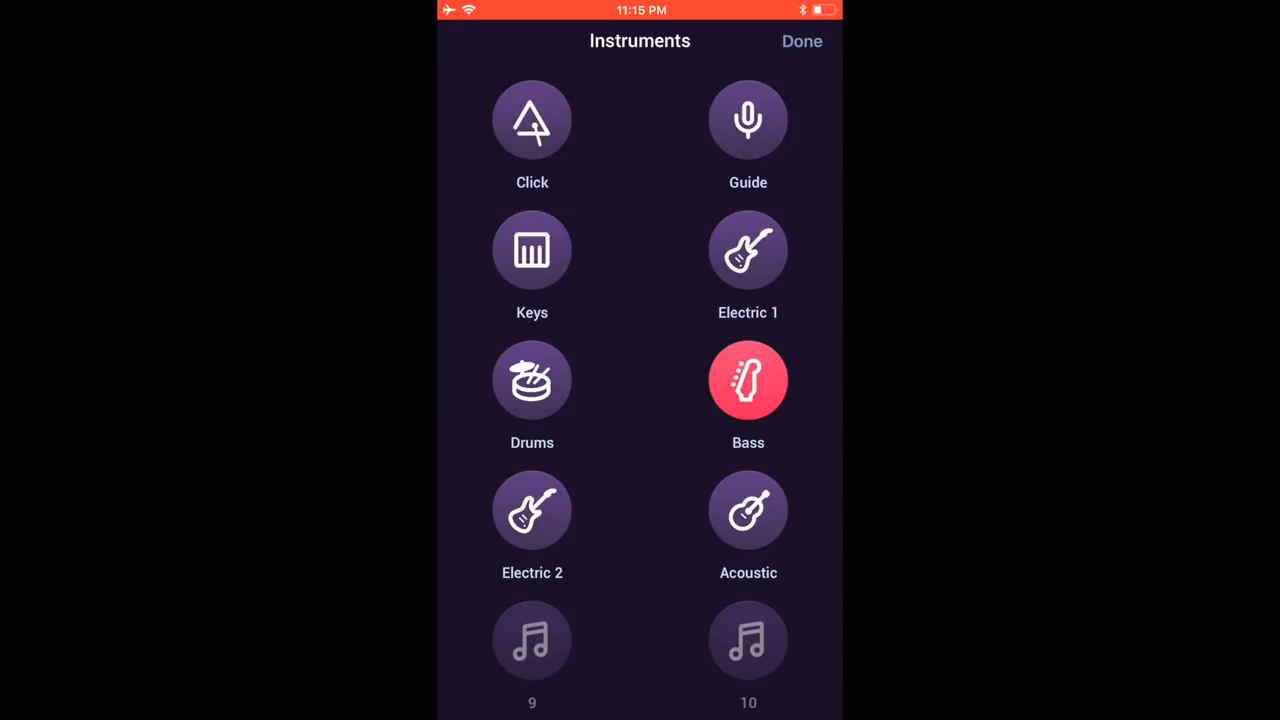 11:15 PM
Instruments Done
Click Guide
Keys Electric 1
Drums Bass
Electric 2 Acoustic
9 10